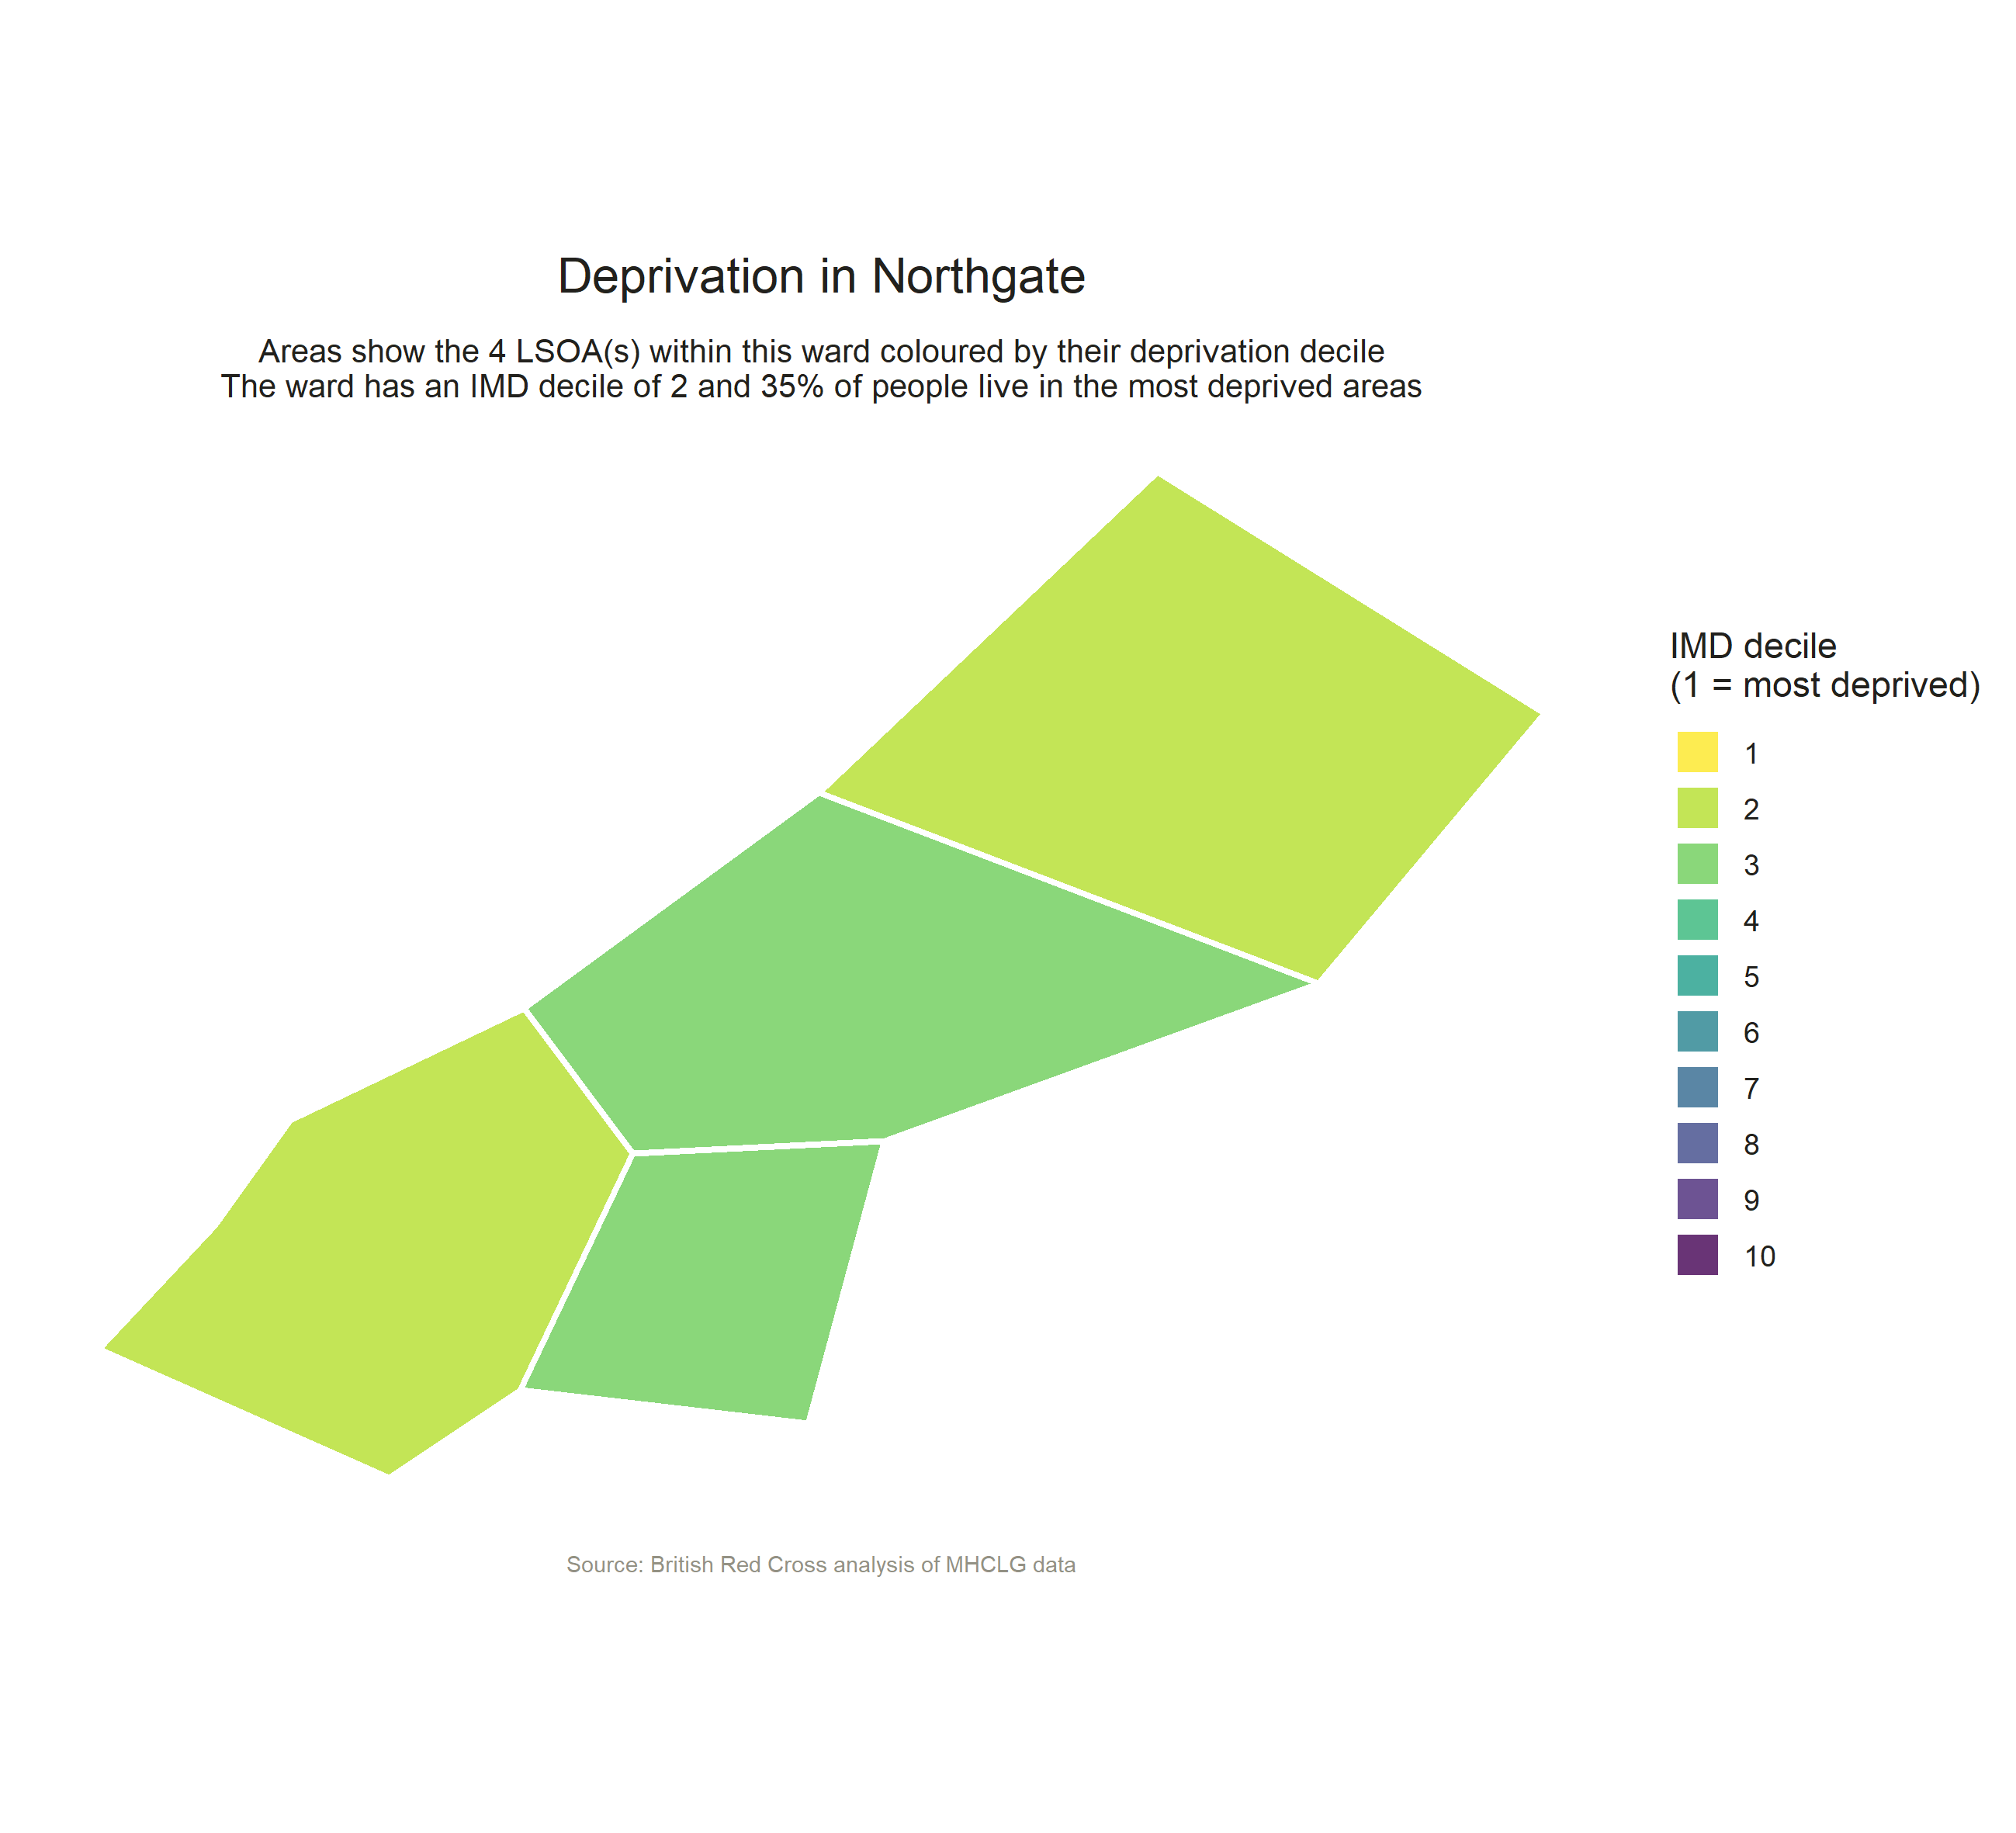 Deprivation in Northgate
Areas show the 4 LSOA(s) within this ward coloured by their deprivation decile
The ward has an IMD decile of 2 and 35% of people live in the most deprived areas
IMD decile
(1 = most deprived)
1
2
3
4
5
6
7
8
9
10
Source: British Red Cross analysis of MHCLG data